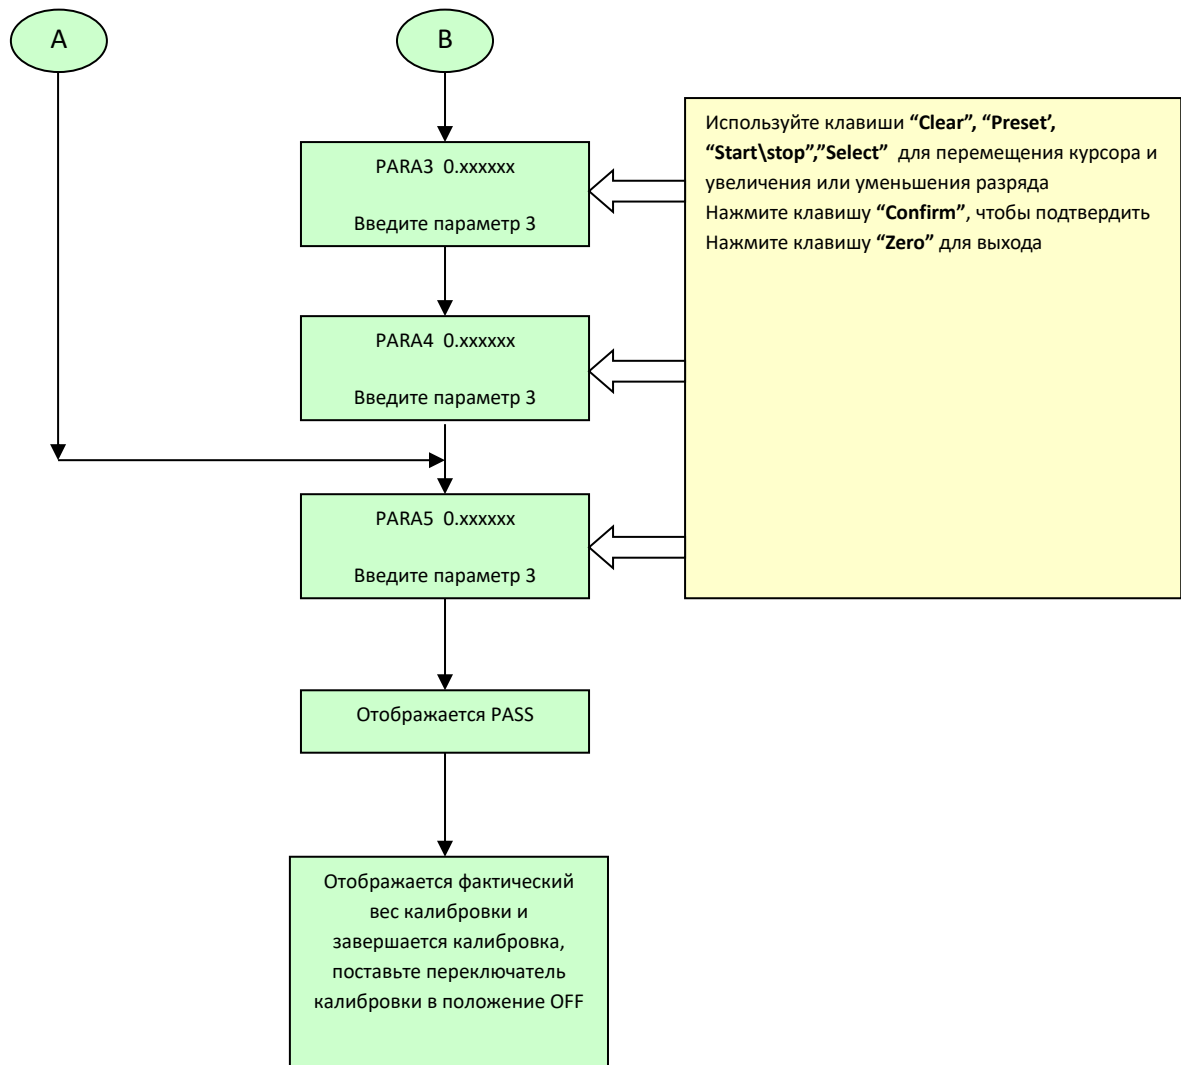 A
B
PARA3 0.xxxxxx
Введите параметр 3
Используйте клавиши “Clear”, “Preset’,
“Start\stop”,”Select” для перемещения курсора и
увеличения или уменьшения разряда
Нажмите клавишу “Confirm”, чтобы подтвердить
Нажмите клавишу “Zero” для выхода
PARA4 0.xxxxxx
Введите параметр 3
PARA5 0.xxxxxx
Введите параметр 3
Отображается PASS
Отображается фактический
вес калибровки и
завершается калибровка,
поставьте переключатель
калибровки в положение OFF